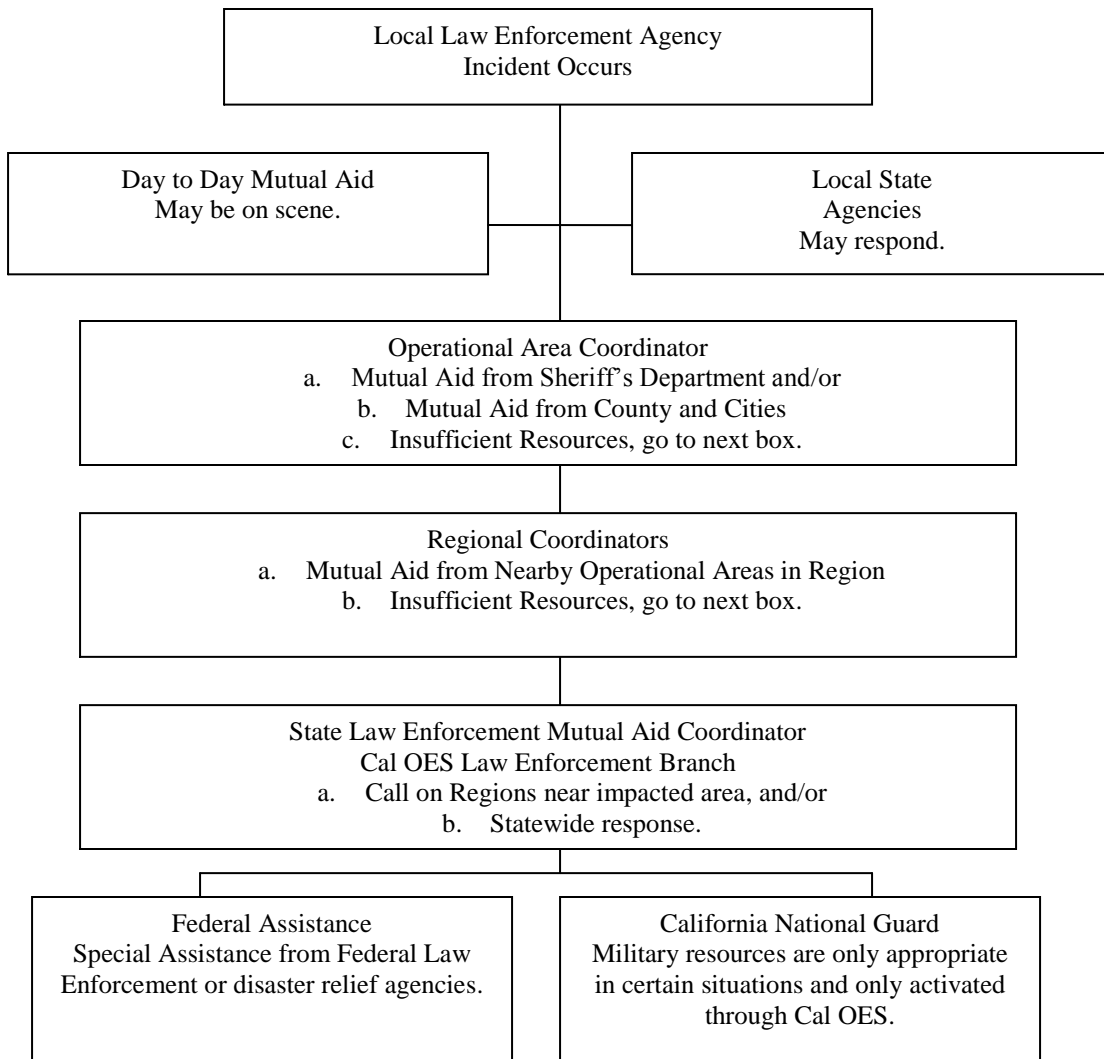 Local Law Enforcement Agency
Incident Occurs
Day to Day Mutual Aid
May be on scene.
Local State
Agencies
May respond.
Operational Area Coordinator
a. Mutual Aid from Sheriff's Department and/or
b. Mutual Aid from County and Cities
c. Insufficient Resources, go to next box.
Regional Coordinators
a. Mutual Aid from Nearby Operational Areas in Region
b. Insufficient Resources, go to next box.
State Law Enforcement Mutual Aid Coordinator
Cal OES Law Enforcement Branch
a. Call on Regions near impacted area, and/or
b. Statewide response.
Federal Assistance
Special Assistance from Federal Law
Enforcement or disaster relief agencies.
California National Guard
Military resources are only appropriate
in certain situations and only activated
through Cal OES.